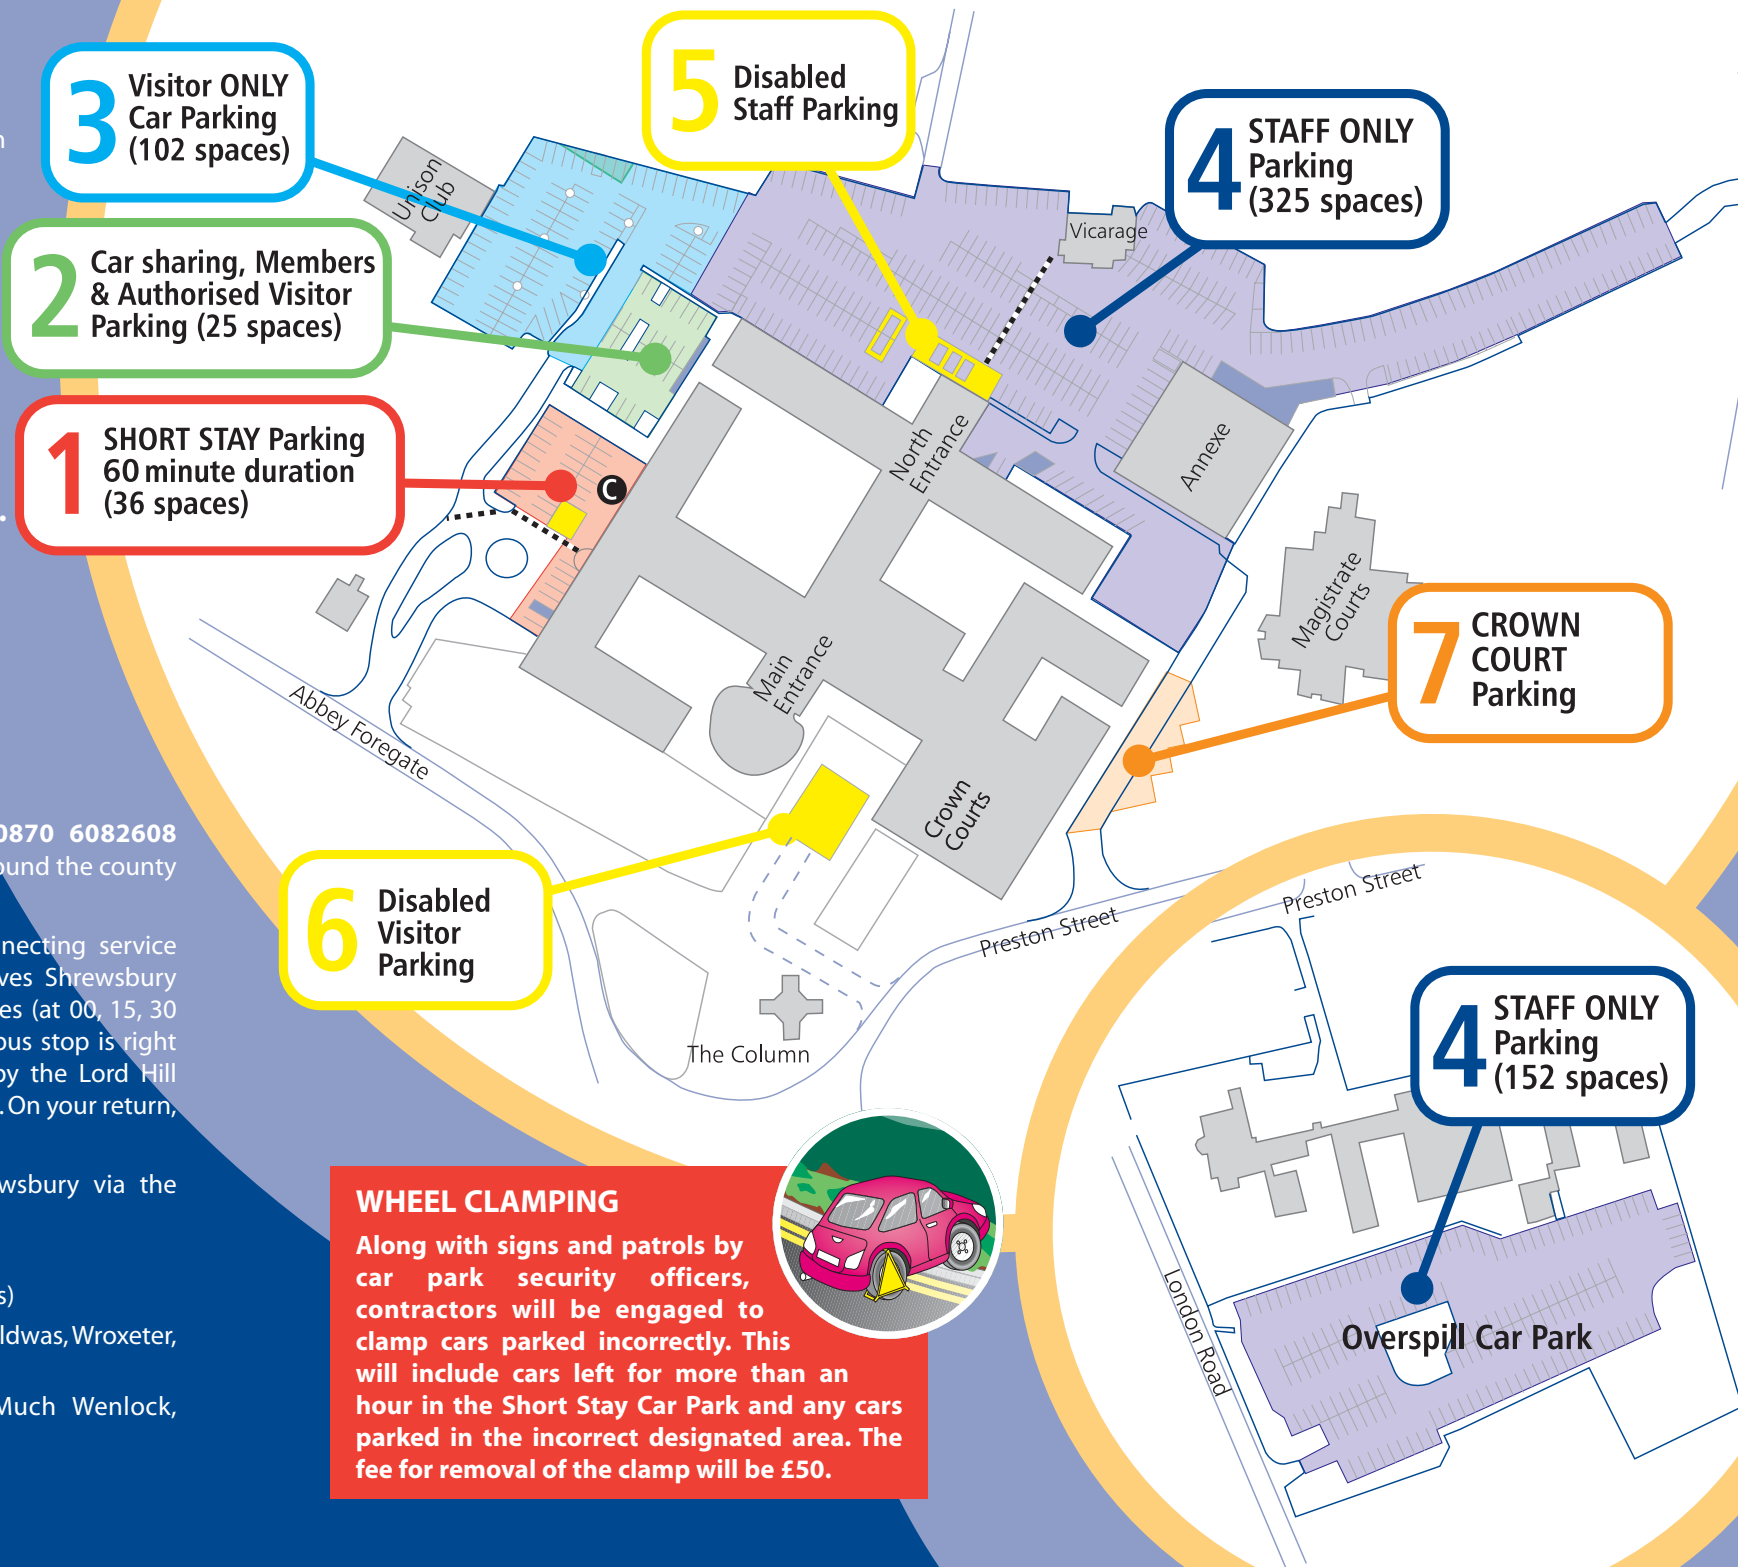 3
Visitor ONLY
Car Parking
(102 spaces)
5
Disabled
Staff Parking
4
STAFF ONLY
Parking
(325 spaces)
2
Car sharing, Members
& Authorised Visitor
Parking (25 spaces)
1
SHORT STAY Parking
60 minute duration
(36 spaces)
C
Unison
Club
Vicarage
North
Entrance
Annexe
Magistrate
Courts
7
CROWN
COURT
Parking
Main
Entrance
Crown
Courts
Abbey Foregate
6
Disabled
Visitor
Parking
Preston Street
Preston Street
The Column
4
STAFF ONLY
Parking
(152 spaces)
London Road
Overspill Car Park
0870 6082608
ound the county
necting service
ves Shrewsbury
es (at 00, 15, 30
bus stop is right
by the Lord Hill
. On your return,
wsbury via the
s)
ldwas, Wroxeter,
Much Wenlock,
WHEEL CLAMPING
Along with signs and patrols by
car park security officers,
contractors will be engaged to
clamp cars parked incorrectly. This
will include cars left for more than an
hour in the Short Stay Car Park and any cars
parked in the incorrect designated area. The
fee for removal of the clamp will be £50.